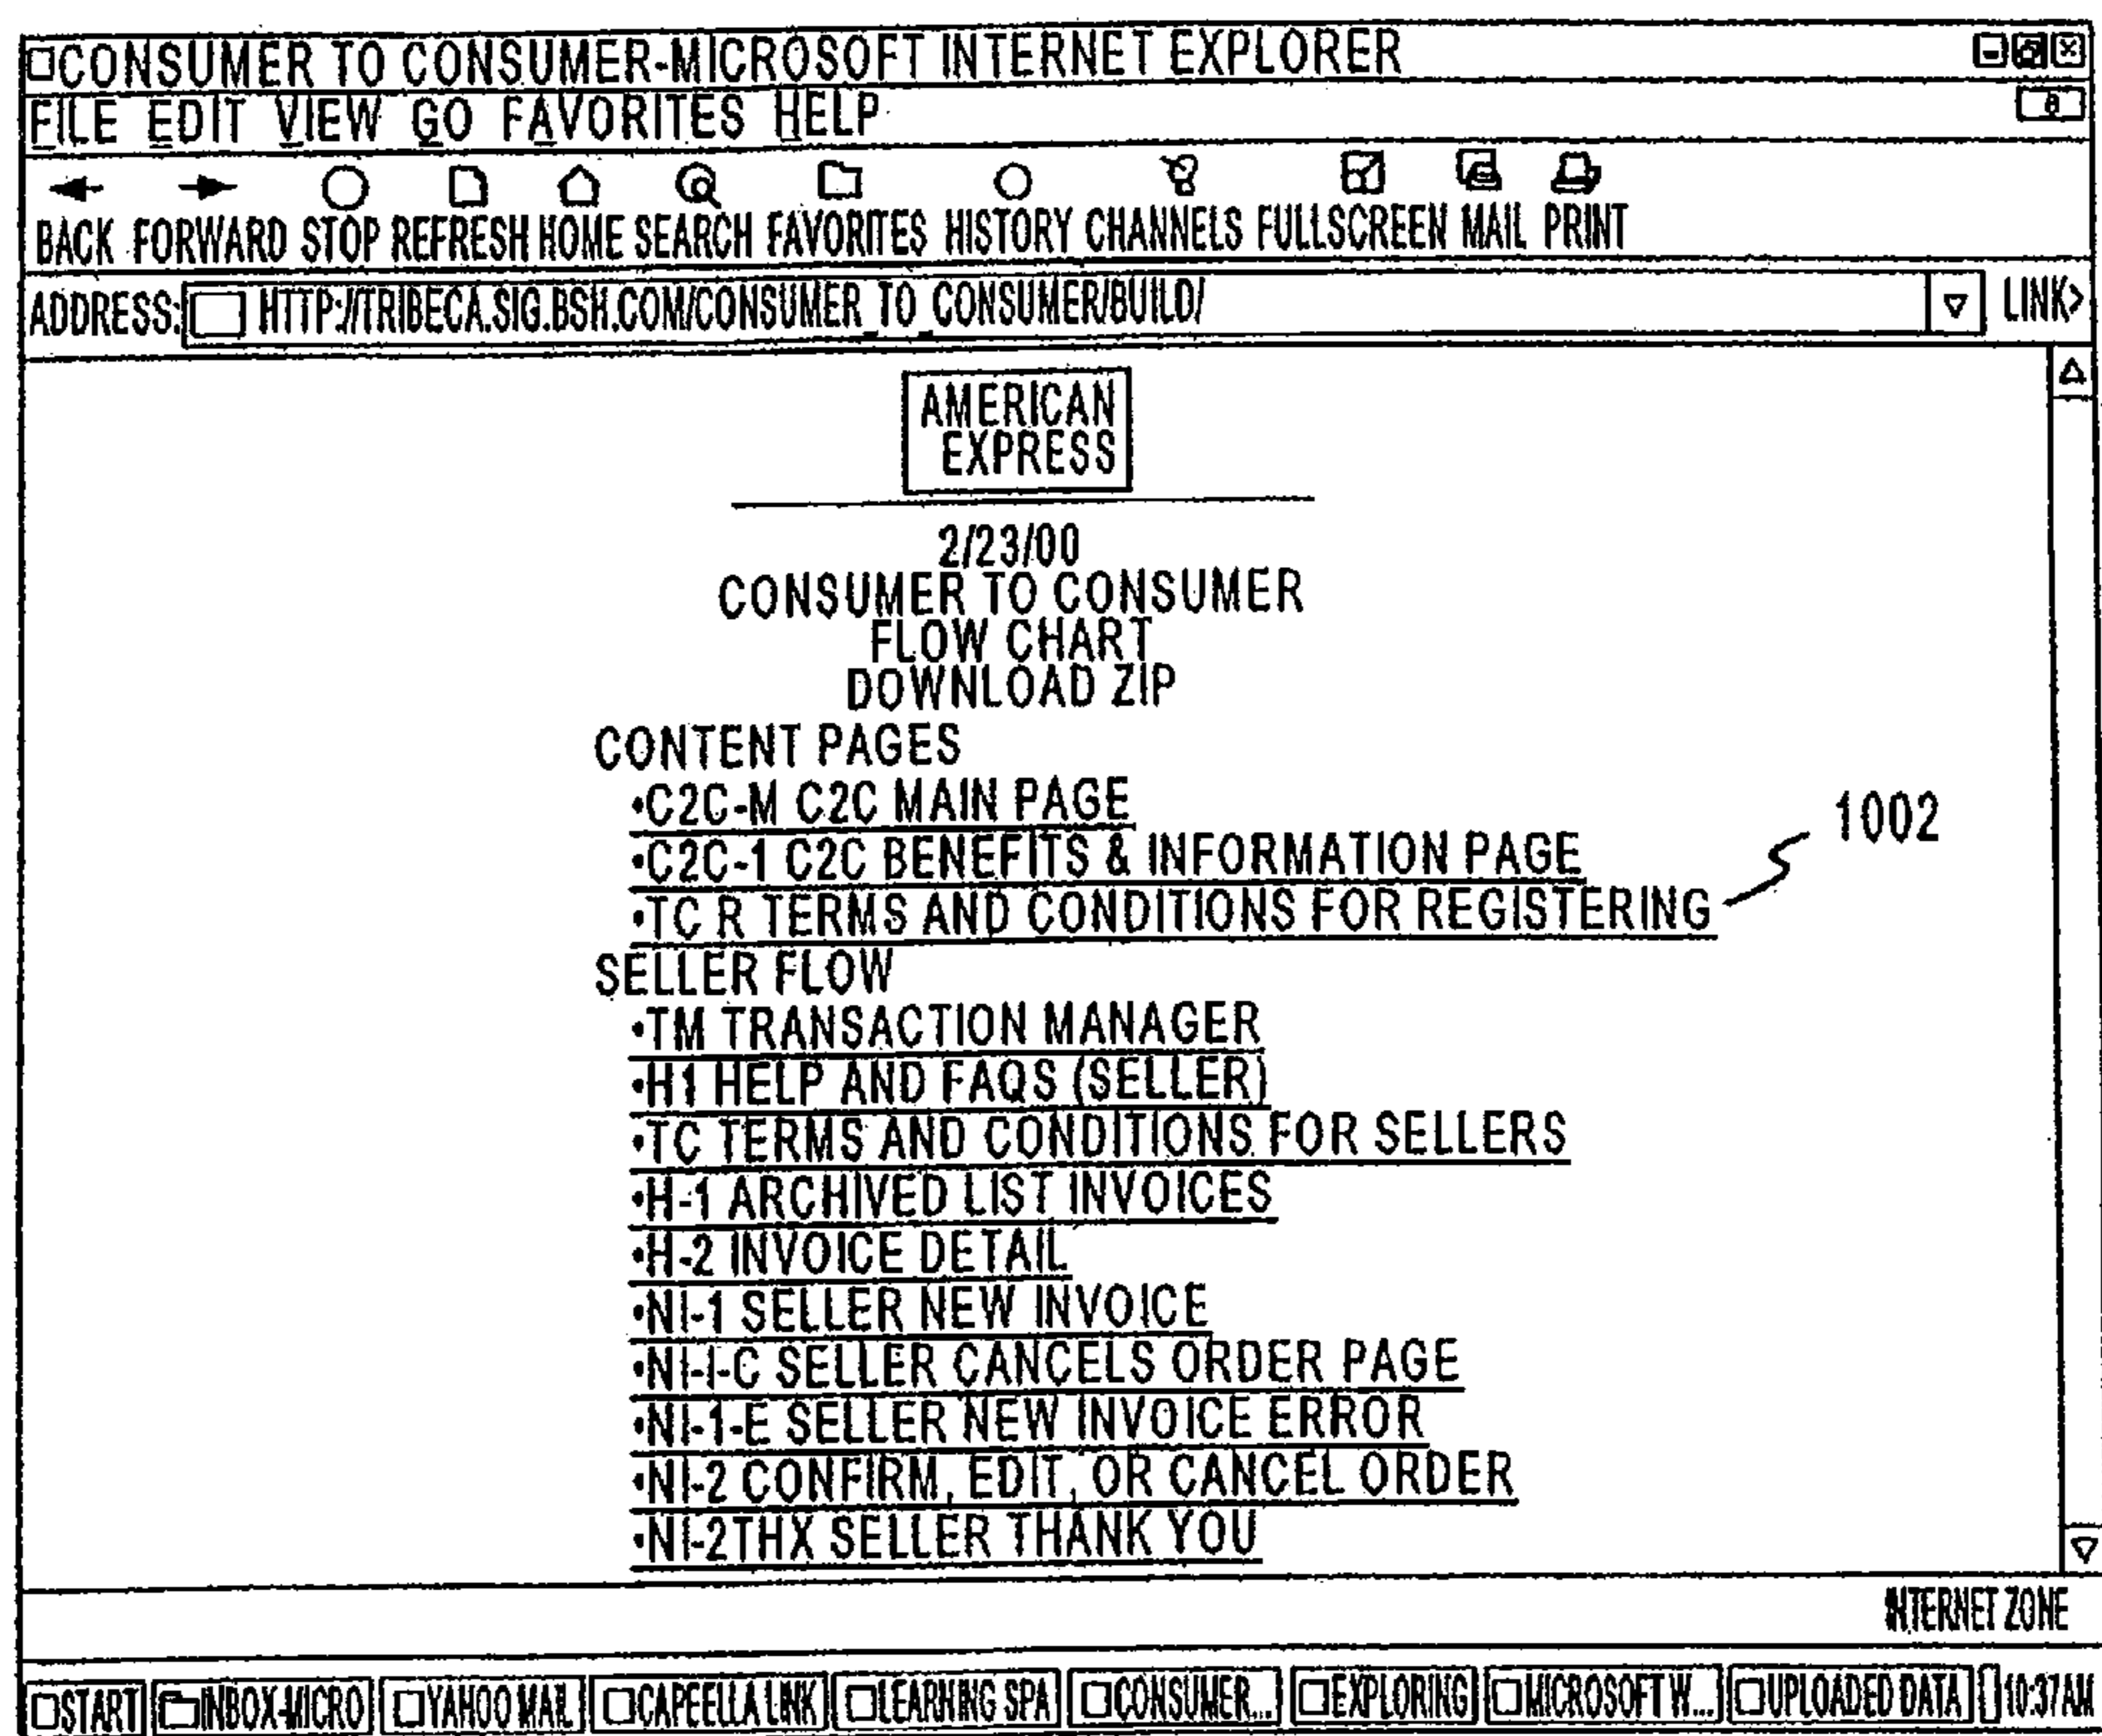 CONSUMER TO CONSUMER-MICROSOFT INTERNET EXPLORER
FILE EDIT VIEW GO FAVORITES HELP
a
BACK FORWARD STOP REFRESH HOME SEARCH FAVORITES HISTORY CHANNELS FULLSCREEN MAIL PRINT
ADDRESS: HTTP://TRIBECA.SIG.BSH.COM/CONSUMER_TO_CONSUMER/BUILD/ LINK>
AMERICAN
EXPRESS
2/23/00
CONSUMER TO CONSUMER
FLOW CHART
DOWNLOAD ZIP
CONTENT PAGES
•C2C-M C2C MAIN PAGE
1002
•C2C-1 C2C BENEFITS & INFORMATION PAGE
•TC R TERMS AND CONDITIONS FOR REGISTERING
SELLER FLOW
•TM TRANSACTION MANAGER
•H1 HELP AND FAQS (SELLER)
•TC TERMS AND CONDITIONS FOR SELLERS
•H-1 ARCHIVED LIST INVOICES
•H-2 INVOICE DETAIL
•NI-1 SELLER NEW INVOICE
•NI-I-C SELLER CANCELS ORDER PAGE
•NI-1-E SELLER NEW INVOICE ERROR
•NI-2 CONFIRM, EDIT, OR CANCEL ORDER
•NI-2THX SELLER THANK YOU
INTERNET ZONE
START INBOX-MICRO YAHOO MAIL CAPEELLA LINK LEARNING SPA CONSUMER... EXPLORING MICROSOFT W... UPLOADED DATA 10:37AM